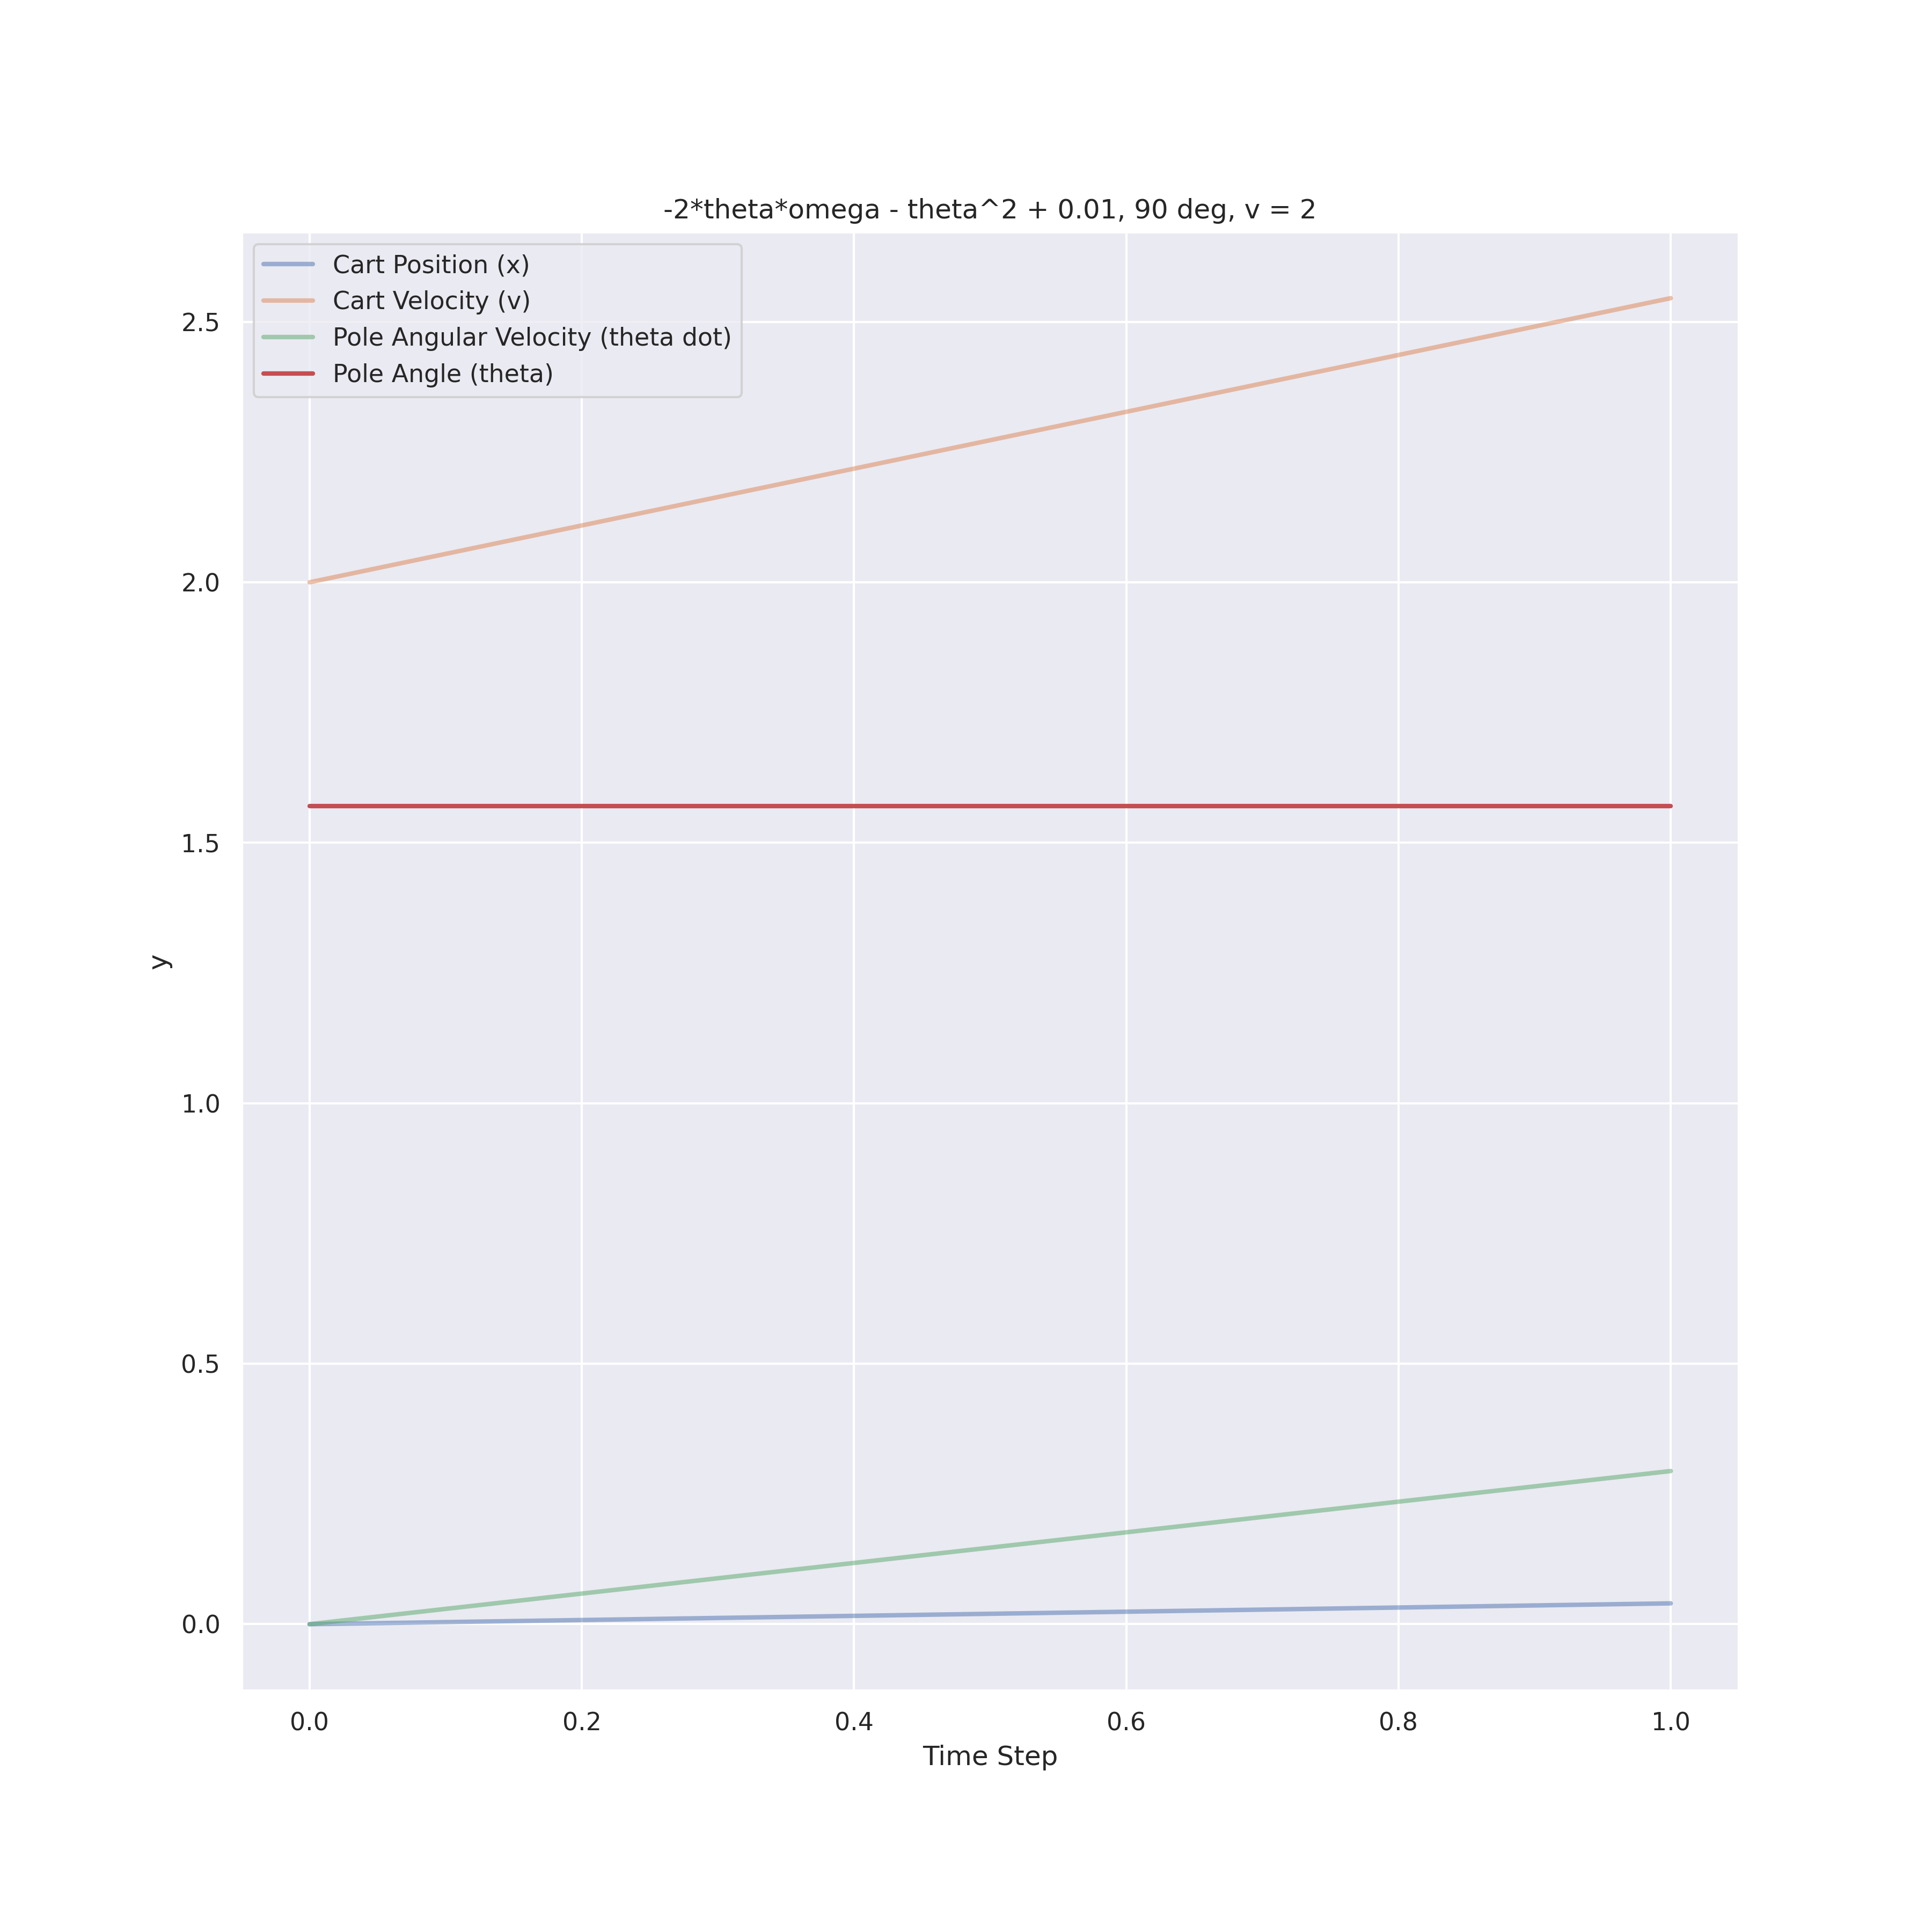 -2*theta*omega - theta^2 + 0.01, 90 deg, v = 2
Cart Position (x)
Cart Velocity (v)
Pole Angular Velocity (theta dot)
Pole Angle (theta)
2.5
2.0
1.5
1.0
0.5
0.0
y
0.0 0.2 0.4 0.6 0.8 1.0
Time Step